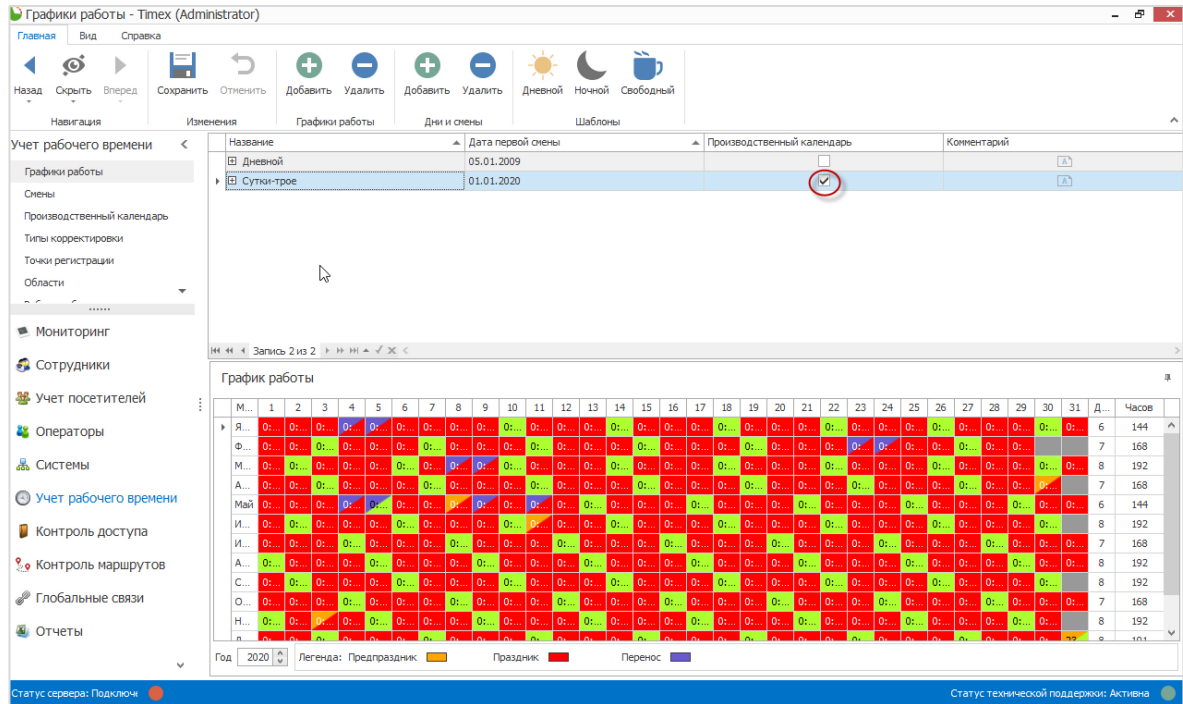 Графики работы - Timex (Administrator)
Главная Вид Справка
Назад Скрыть Вперед Сохранить Отменить Добавить Удалить Добавить Удалить Дневной Ночной Свободный
Навигация Изменения Графики работы Дни и смены Шаблоны
Учет рабочего времени
Графики работы
Смены
Производственный календарь
Типы корректировки
Точки регистрации
Области
Мониторинг
Сотрудники
Учет посетителей
Операторы
Системы
Учет рабочего времени
Контроль доступа
Контроль маршрутов
Глобальные связи
Отчеты
Название Дата первой смены Производственный календарь Комментарий
Дневной 05.01.2009
Сутки-трое 01.01.2020
Запись 2 из 2
График работы
М... 1 2 3 4 5 6 7 8 9 10 11 12 13 14 15 16 17 18 19 20 21 22 23 24 25 26 27 28 29 30 31 Д... Часов
Я... 6 144
Ф... 7 168
М... 8 192
А... 7 168
Май 6 144
И... 8 192
И... 7 168
А... 8 192
С... 8 192
О... 7 168
Н... 8 192
Год 2020 Легенда: Предпраздник Праздник Перенос
Статус сервера: Подключе Статус технической поддержки: Активна